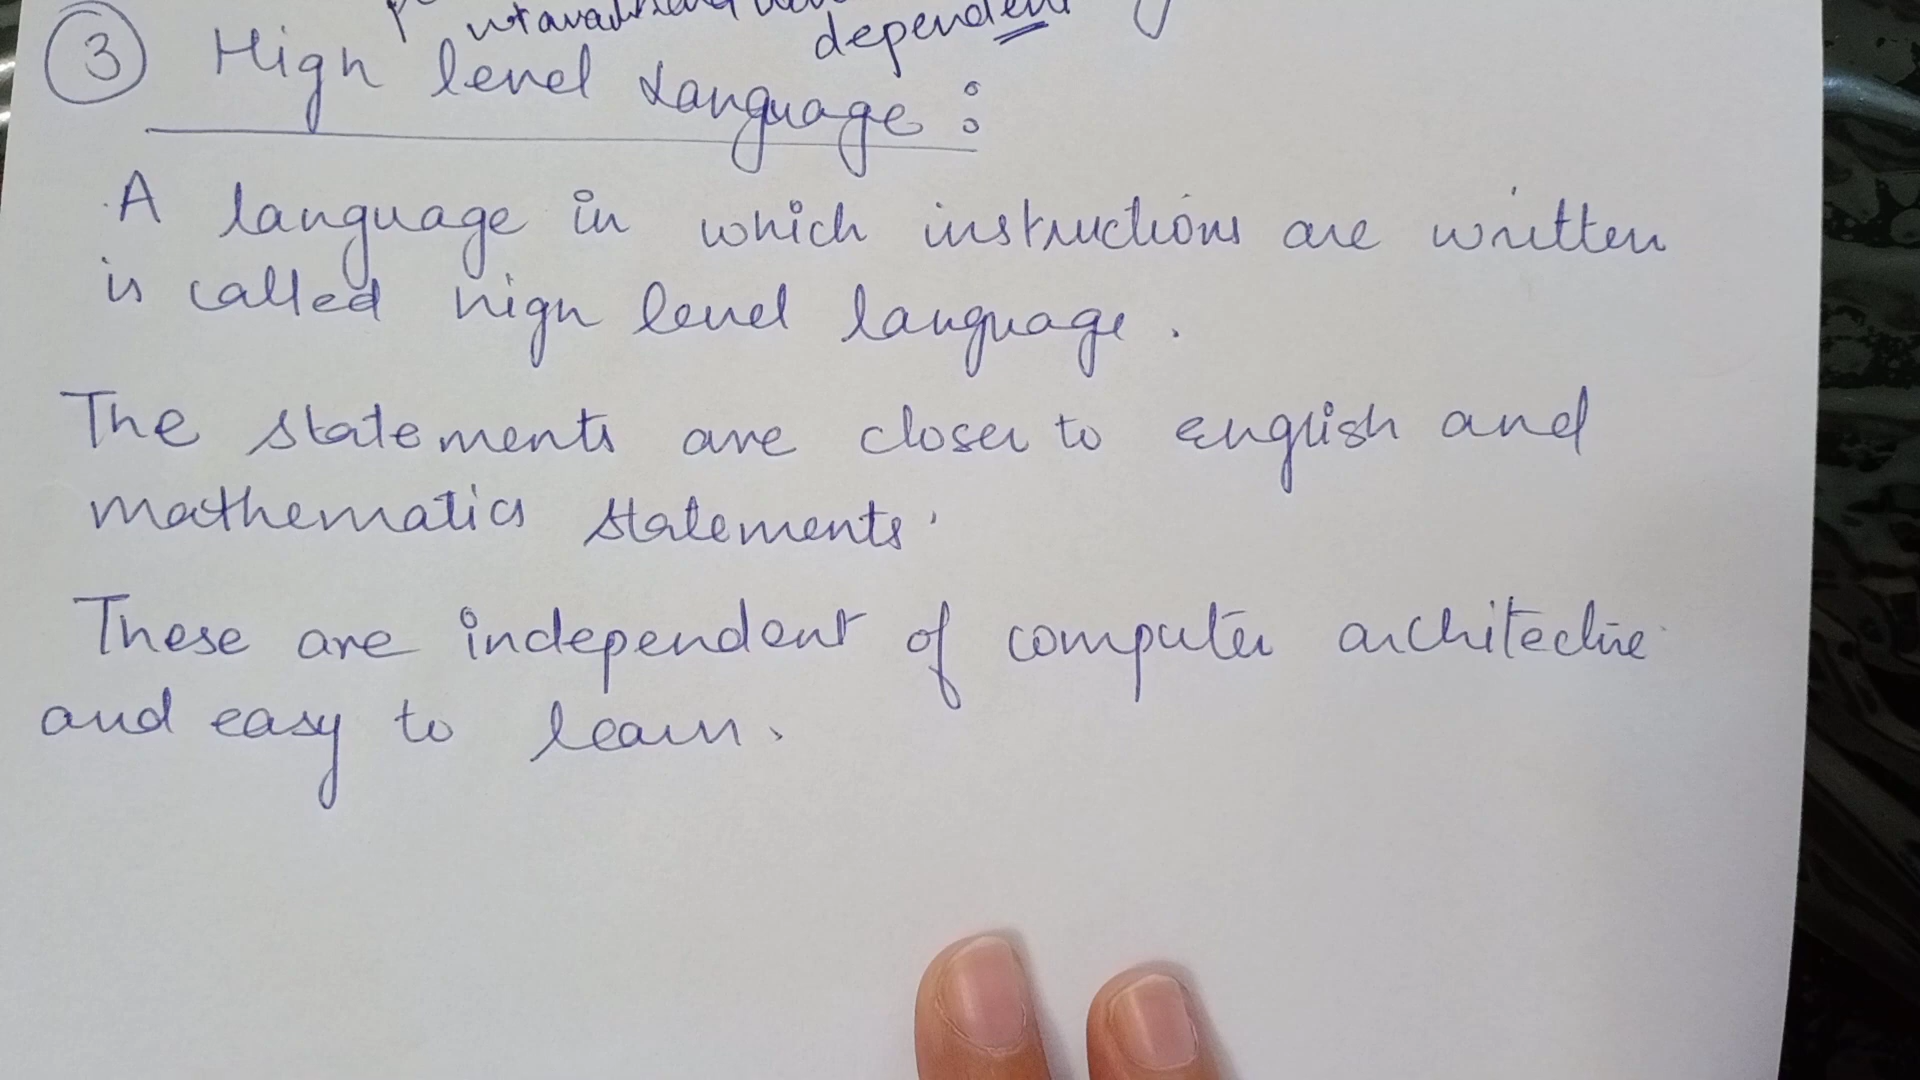 dependent
③ High level Language :
A language in which instructions are written
is called high level language.
The statements are closer to english and
mathematics statements.
These are independent of computer architecture
and easy to learn.